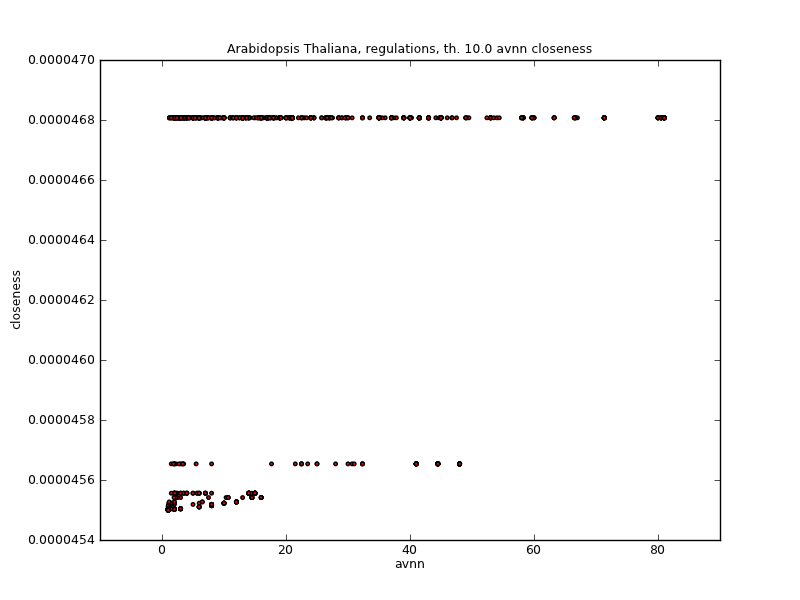 Arabidopsis Thaliana, regulations, th. 10.0 avnn closeness
0.0000470
0.0000468
0.0000466
0.0000464
0.0000462
0.0000460
0.0000458
0.0000456
0.0000454
closeness
0 20 40 60 80
avnn